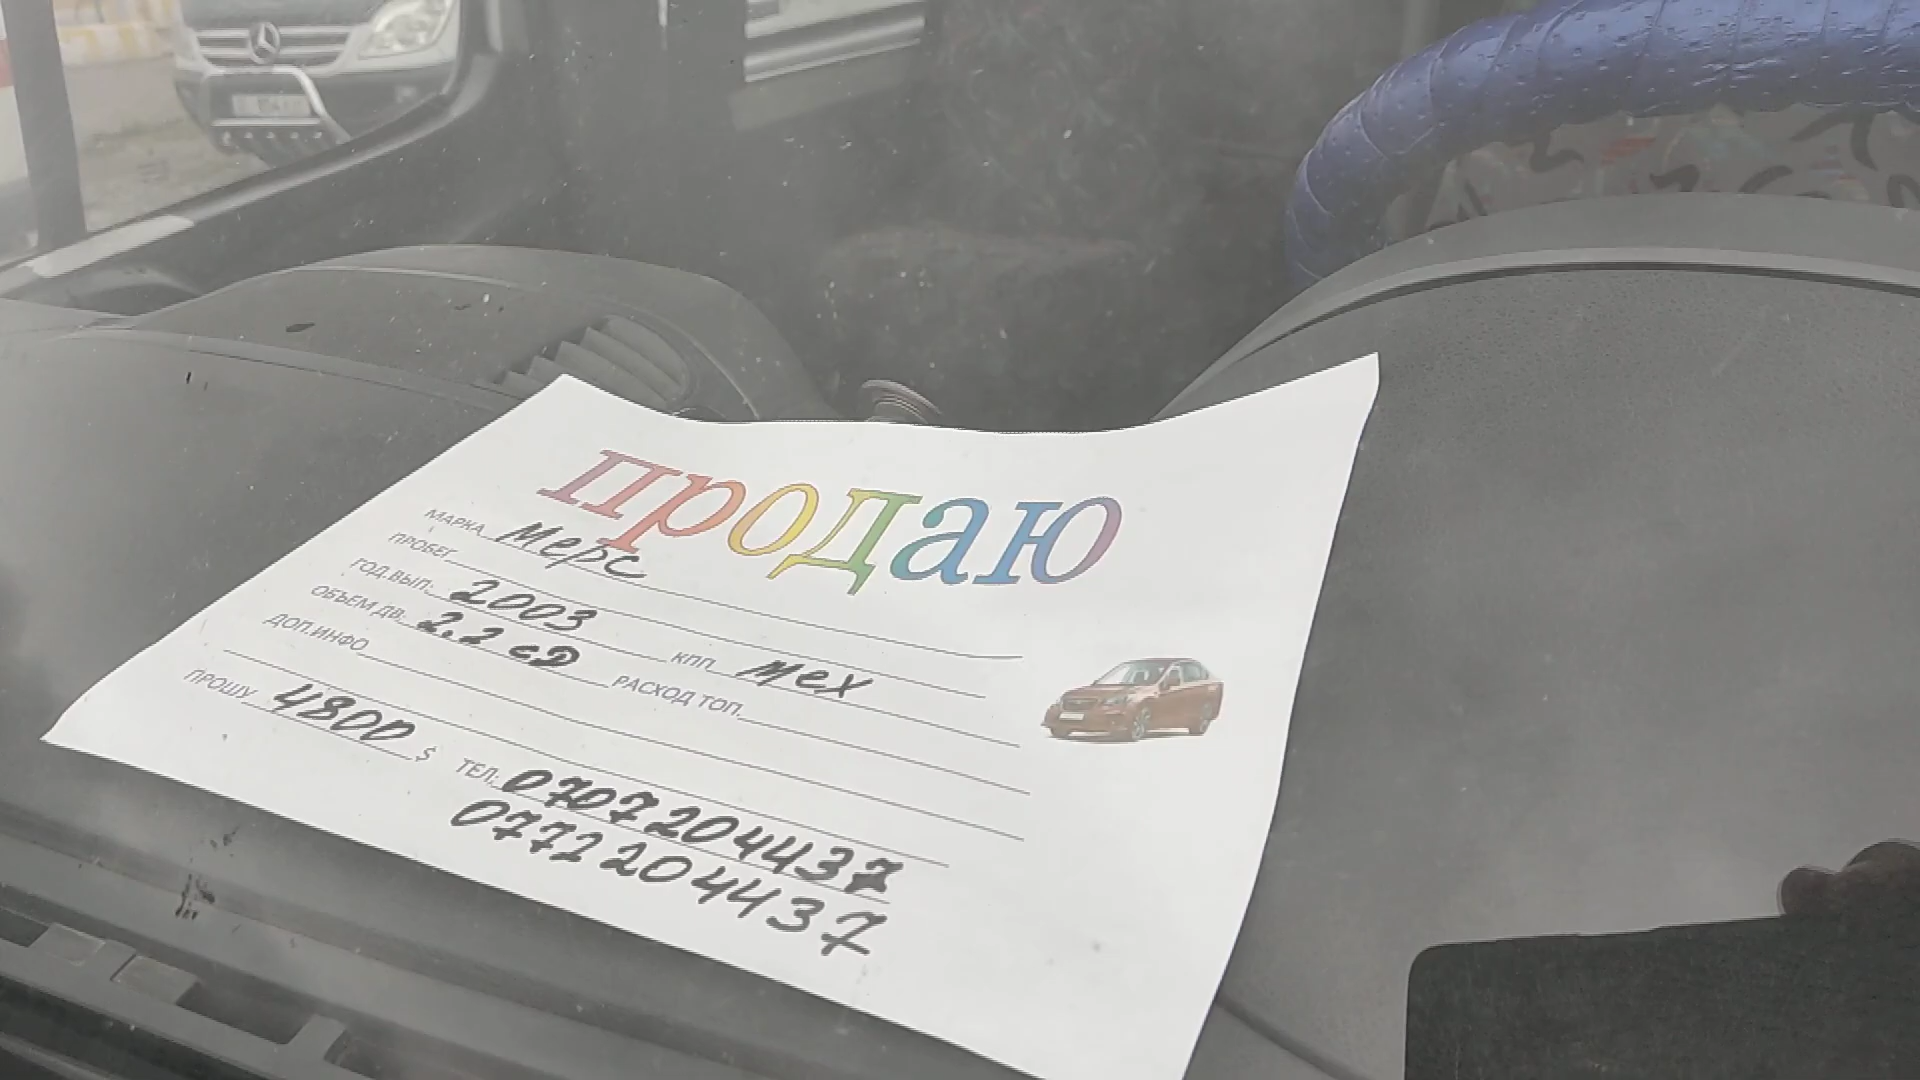 продаю
МАРКА Мерс
ПРОБЕГ
ГОД.ВЫП. 2003 КПП мех
ОБЪЕМ ДВ. 2.2 СД РАСХОД ТОП.
ДОП.ИНФО
ПРОШУ 4800 $ ТЕЛ: 0707204437
0772204437